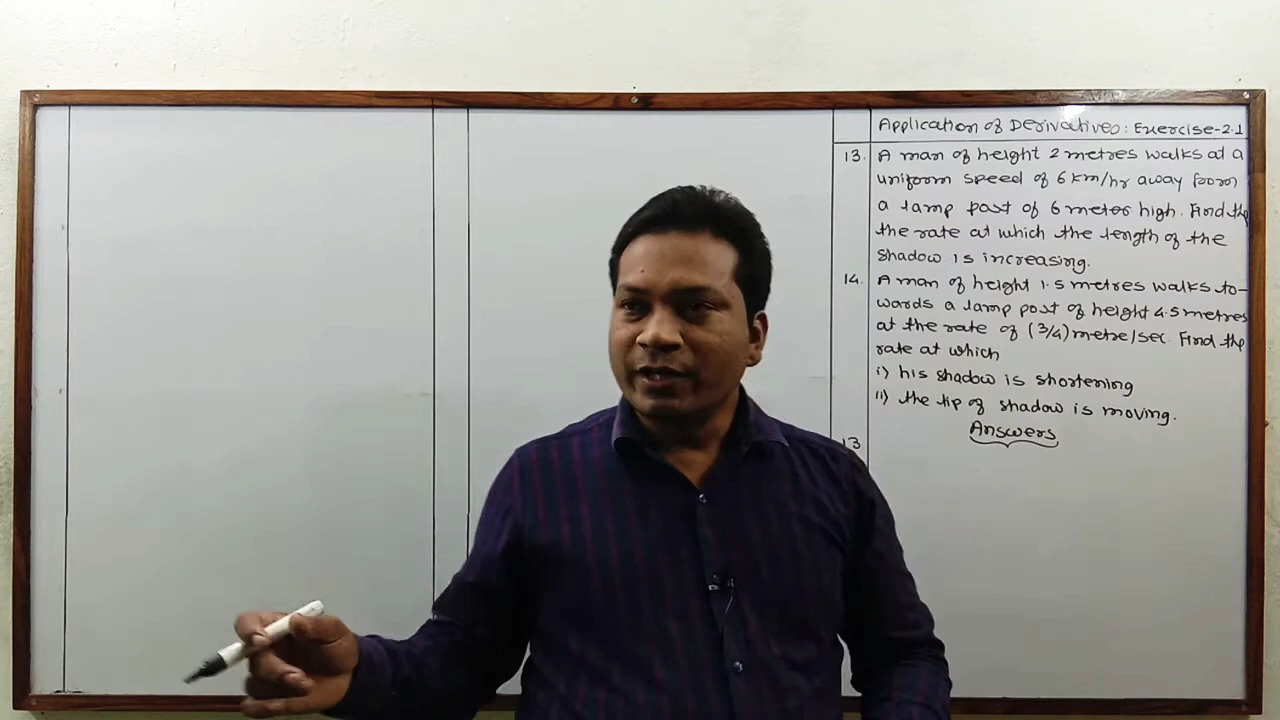 Application of Derivatives: Exercise-2.1
13. A man of height 2 metres walks at a
uniform speed of 6 km/hr away from
a lamp post of 6 meter high. Find the
the rate at which the length of the
shadow is increasing.
14. A man of height 1.5 metres walks to-
wards a lamp post of height 4.5 metres
at the rate of (3/4) metre/sec. Find the
rate at which
i) his shadow is shortening
ii) the tip of shadow is moving.
Answers
13